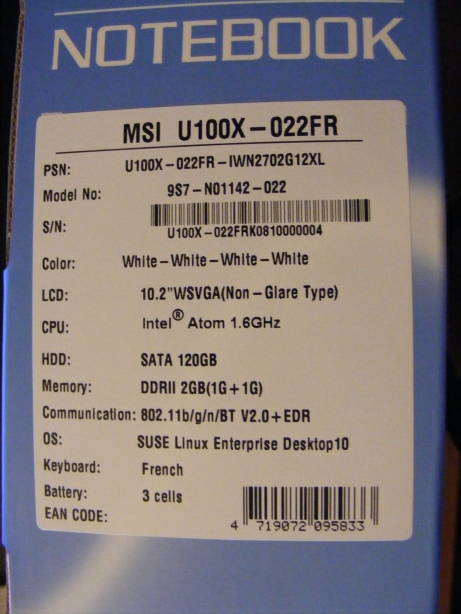 NOTEBOOK
MSI U100X-022FR
PSN: U100X-022FR-IWN2702G12XL
Model No: 9S7-N01142-022
S/N: U100X-022FRK0810000004
Color: White-White-White-White
LCD: 10.2"WSVGA(Non-Glare Type)
CPU: Intel® Atom 1.6GHz
HDD: SATA 120GB
Memory: DDRII 2GB(1G+1G)
Communication: 802.11b/g/n/BT V2.0+EDR
OS: SUSE Linux Enterprise Desktop10
Keyboard: French
Battery: 3 cells
EAN CODE: 4 719072 095833